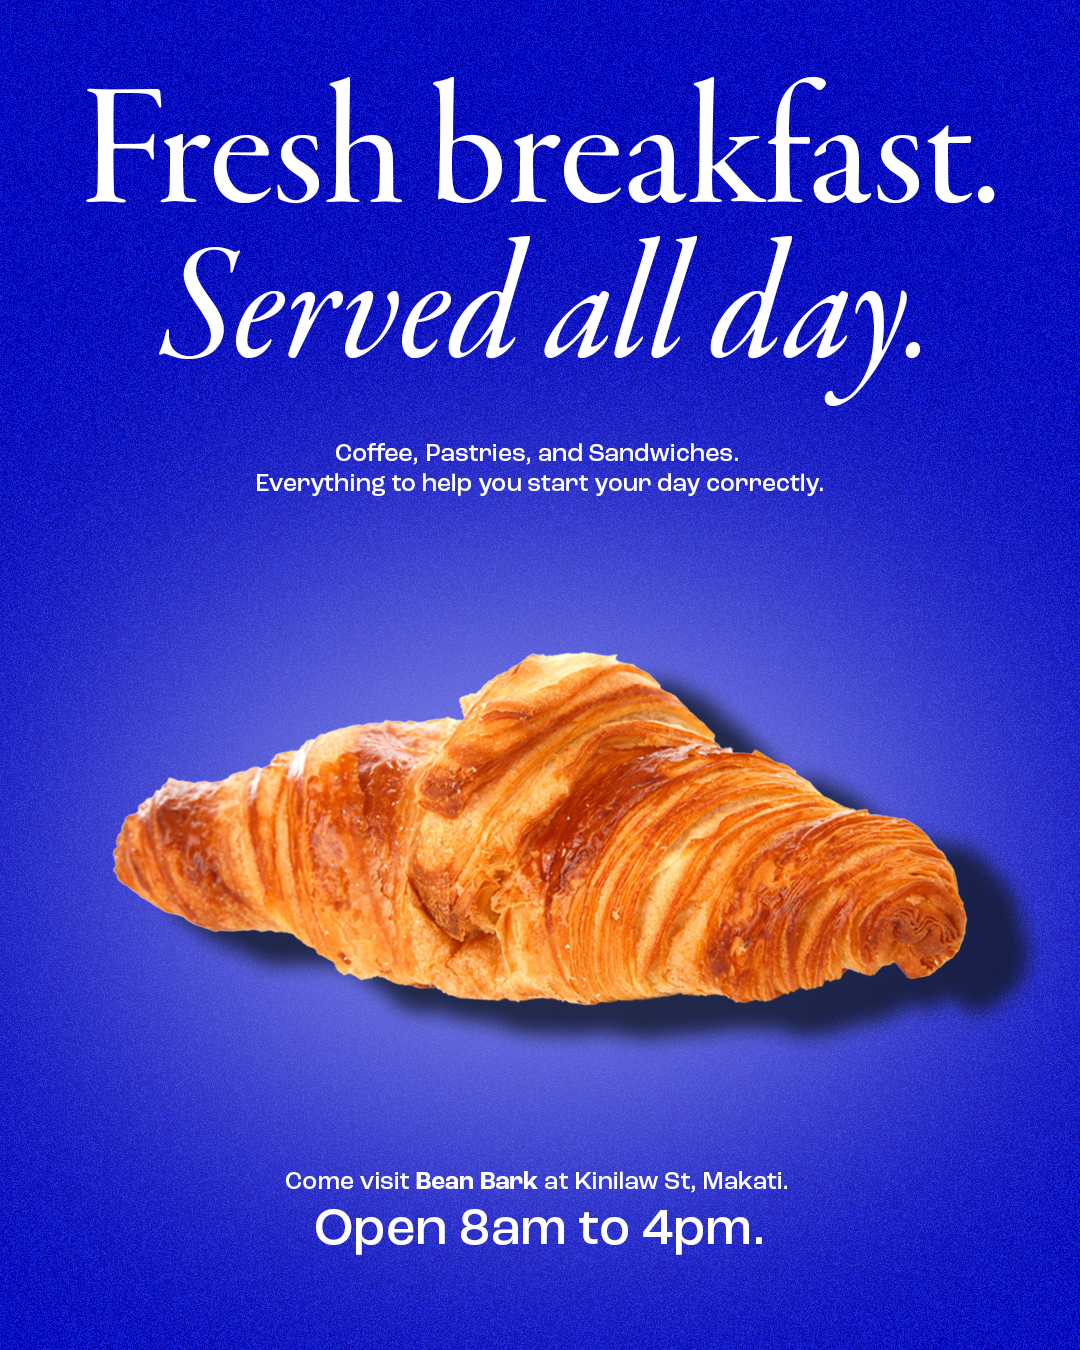 Fresh breakfast.
Served all day.
Coffee, Pastries, and Sandwiches.
Everything to help you start your day correctly.
Come visit Bean Bark at Kinilaw St, Makati.
Open 8am to 4pm.